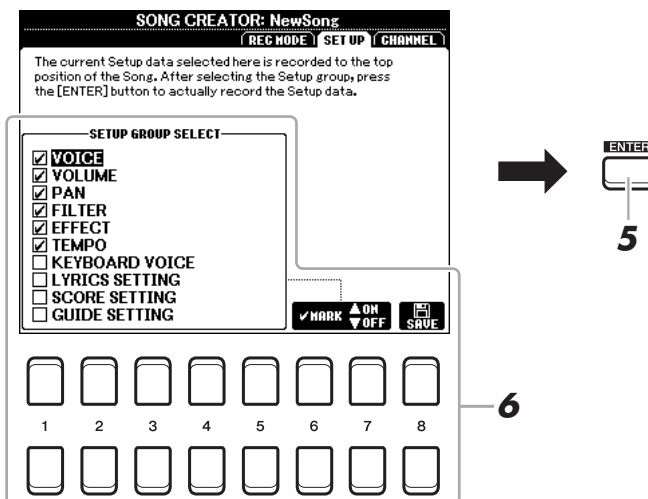 SONG CREATOR: NewSong
REC MODE SET UP CHANNEL
The current Setup data selected here is recorded to the top
position of the Song. After selecting the Setup group, press
the [ENTER] button to actually record the Setup data.
SETUP GROUP SELECT
VOICE
VOLUME
PAN
FILTER
EFFECT
TEMPO
KEYBOARD VOICE
LYRICS SETTING
SCORE SETTING
GUIDE SETTING
✓MARK ▲ON
▼OFF
SAVE
ENTER
5
6
1 2 3 4 5 6 7 8